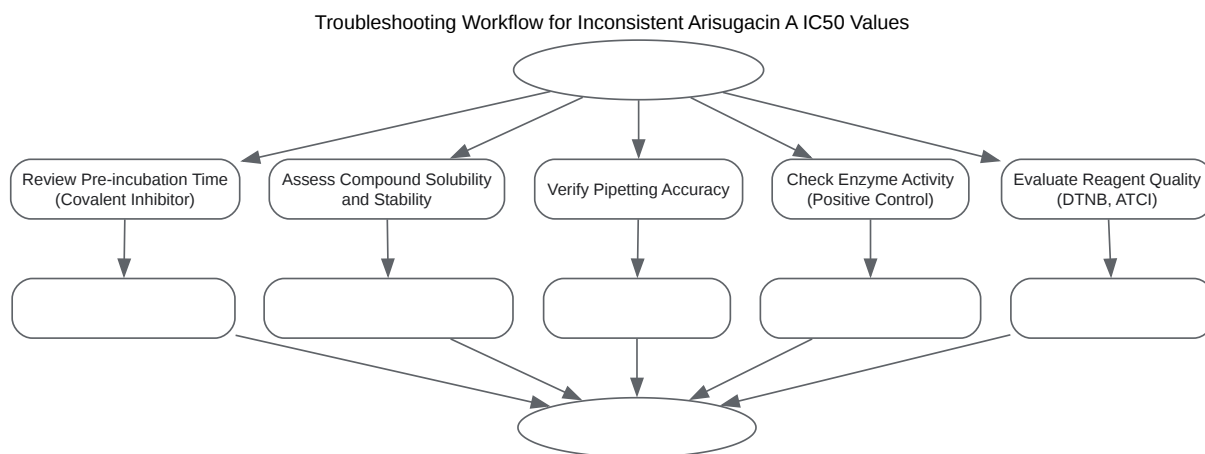 Troubleshooting Workflow for Inconsistent Arisugacin A IC50 Values
Review Pre-incubation Time
(Covalent Inhibitor)
Assess Compound Solubility
and Stability
Verify Pipetting Accuracy
Check Enzyme Activity
(Positive Control)
Evaluate Reagent Quality
(DTNB, ATCI)